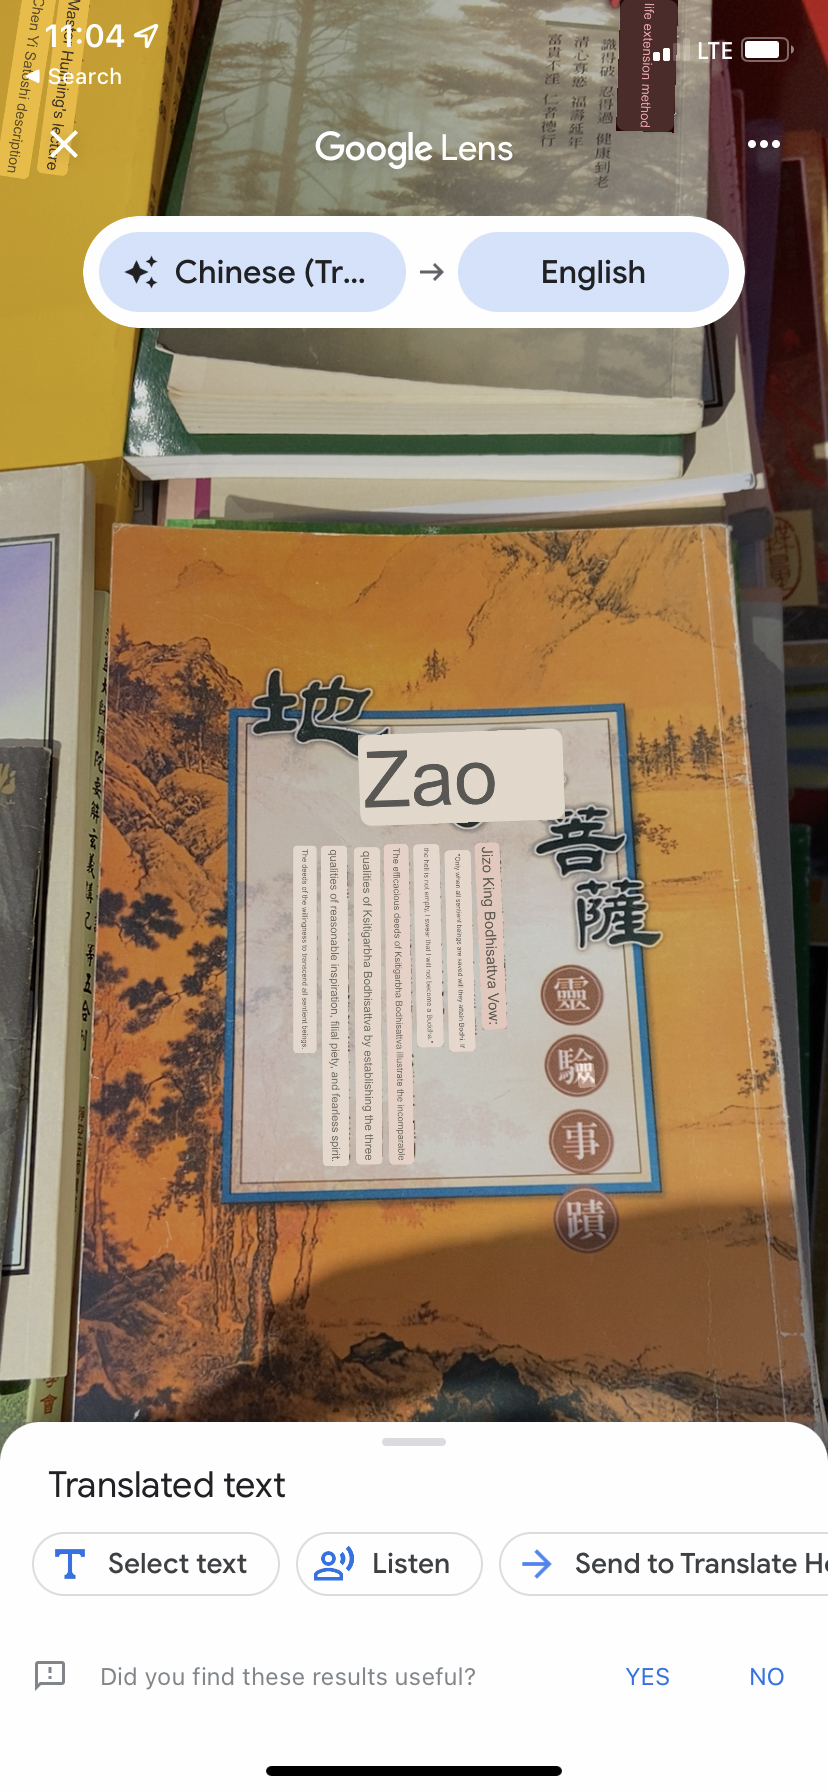 11:04
LTE
Search
Google Lens
Chinese (Tr...
English
Chen Yi Satoshi description
Master
life extension method
識得破 忍得過 健康到老
清心寡慾 福壽延年
富貴不淫 仁者德行
地
Zao
菩薩
靈驗事蹟
Jizo King Bodhisattva Vow:
"Only when all sentient beings are saved will they attain Bodhi. If
the hell is not empty, I swear that I will not become a Buddha."
The efficacious deeds of Ksitigarbha Bodhisattva illustrate the incomparable
qualities of Ksitigarbha Bodhisattva by establishing the three
qualities of reasonable inspiration, filial piety, and fearless spirit.
The deeds of the willingness to transcend all sentient beings.
Translated text
Select text
Listen
Send to Translate H
Did you find these results useful?
YES
NO